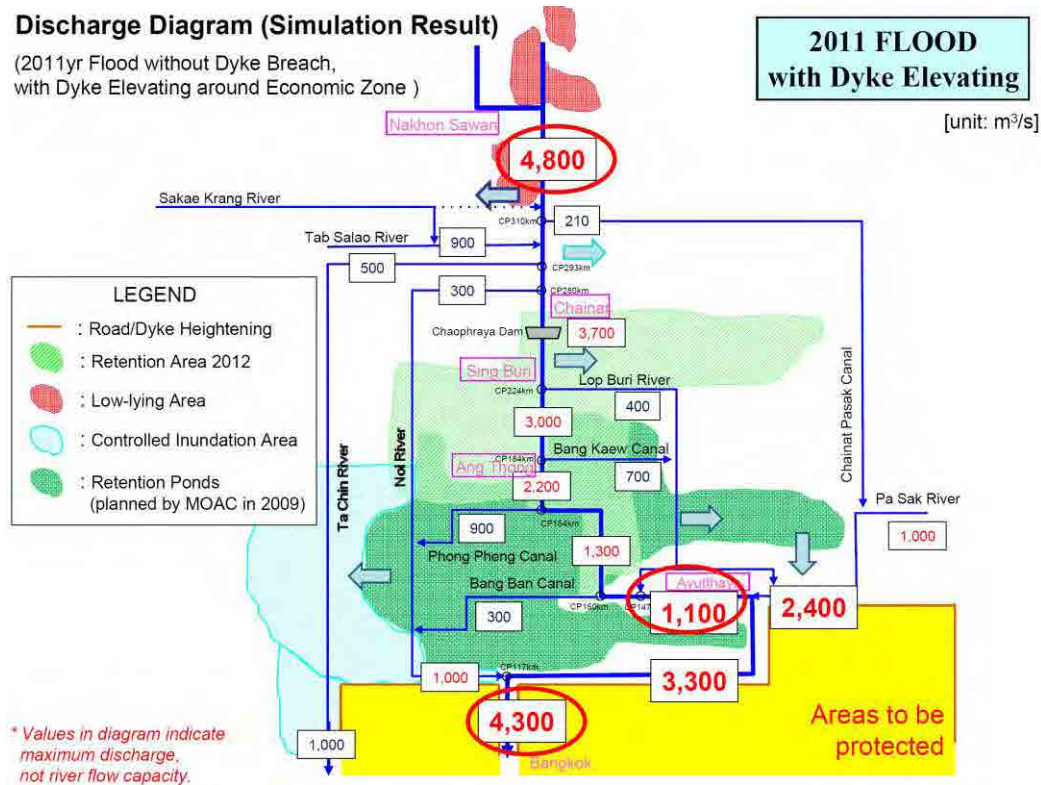 Discharge Diagram (Simulation Result)
(2011yr Flood without Dyke Breach,
with Dyke Elevating around Economic Zone )
2011 FLOOD
with Dyke Elevating
[unit: m³/s]
Nakhon Sawan
4,800
Sakae Krang River
CP310km
210
Tab Salao River
900
500
CP293km
300
CP280km
Chainat
Chaophraya Dam
3,700
Sing Buri
Lop Buri River
CP224km
400
3,000
Bang Kaew Canal
CP184km
Ang Thong
700
2,200
Chainat Pasak Canal
Pa Sak River
1,000
Ta Chin River
Noi River
900
CP164km
Phong Pheng Canal
1,300
Bang Ban Canal
Ayutthaya
300
CP160km
CP147
1,100
2,400
CP117km
1,000
3,300
4,300
Areas to be
protected
1,000
Bangkok
LEGEND
: Road/Dyke Heightening
: Retention Area 2012
: Low-lying Area
: Controlled Inundation Area
: Retention Ponds
(planned by MOAC in 2009)
* Values in diagram indicate
maximum discharge,
not river flow capacity.